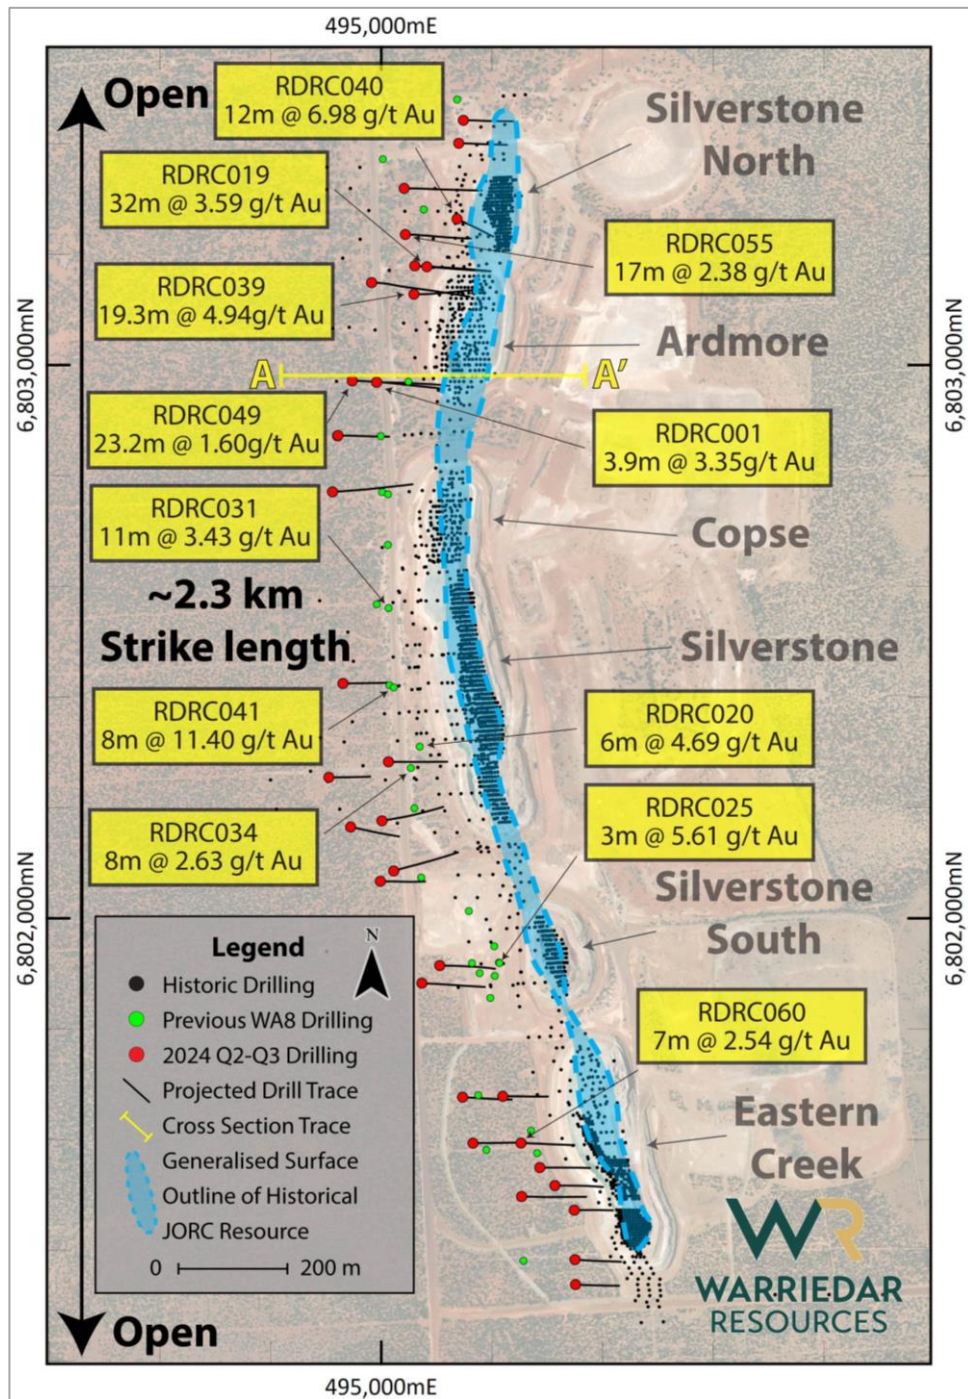 495,000mE
Open
RDRC040
12m @ 6.98 g/t Au
Silverstone
North
RDRC019
32m @ 3.59 g/t Au
RDRC055
17m @ 2.38 g/t Au
RDRC039
19.3m @ 4.94g/t Au
Ardmore
6,803,000mN
6,803,000mN
A
A'
RDRC049
23.2m @ 1.60g/t Au
RDRC001
3.9m @ 3.35g/t Au
RDRC031
11m @ 3.43 g/t Au
Copse
~2.3 km
Strike length
Silverstone
RDRC041
8m @ 11.40 g/t Au
RDRC020
6m @ 4.69 g/t Au
RDRC034
8m @ 2.63 g/t Au
RDRC025
3m @ 5.61 g/t Au
6,802,000mN
6,802,000mN
Silverstone
South
Legend
N
Historic Drilling
Previous WA8 Drilling
2024 Q2-Q3 Drilling
Projected Drill Trace
Cross Section Trace
Generalised Surface
Outline of Historical
JORC Resource
0
200 m
RDRC060
7m @ 2.54 g/t Au
Eastern
Creek
WR
WARRIEDAR
RESOURCES
Open
495,000mE